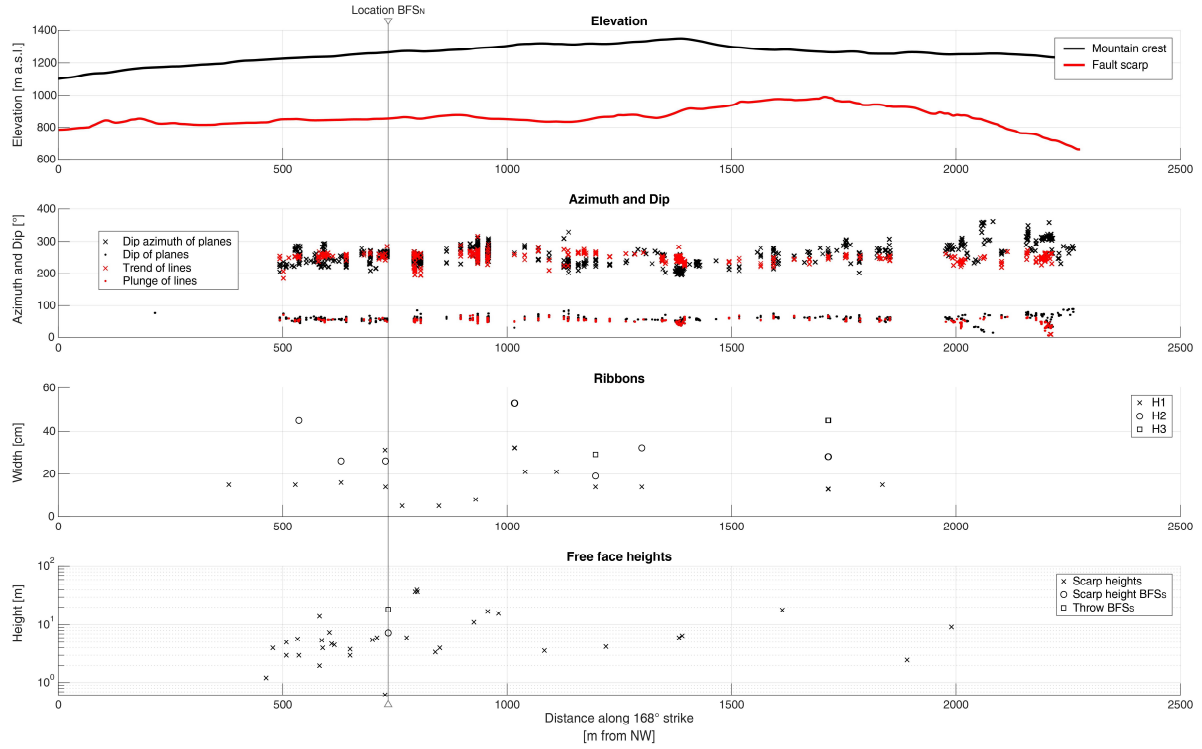 Location BFSN
Elevation
Elevation [m a.s.l.]
1400
1200
1000
800
600
Mountain crest
Fault scarp
0 500 1000 1500 2000 2500
Azimuth and Dip
Azimuth and Dip [°]
400
300
200
100
0
Dip azimuth of planes
Dip of planes
Trend of lines
Plunge of lines
0 500 1000 1500 2000 2500
Ribbons
Width [cm]
60
40
20
0
H1
H2
H3
0 500 1000 1500 2000 2500
Free face heights
Height [m]
10^2
10^1
10^0
Scarp heights
Scarp height BFSs
Throw BFSs
0 500 1000 1500 2000 2500
Distance along 168° strike
[m from NW]